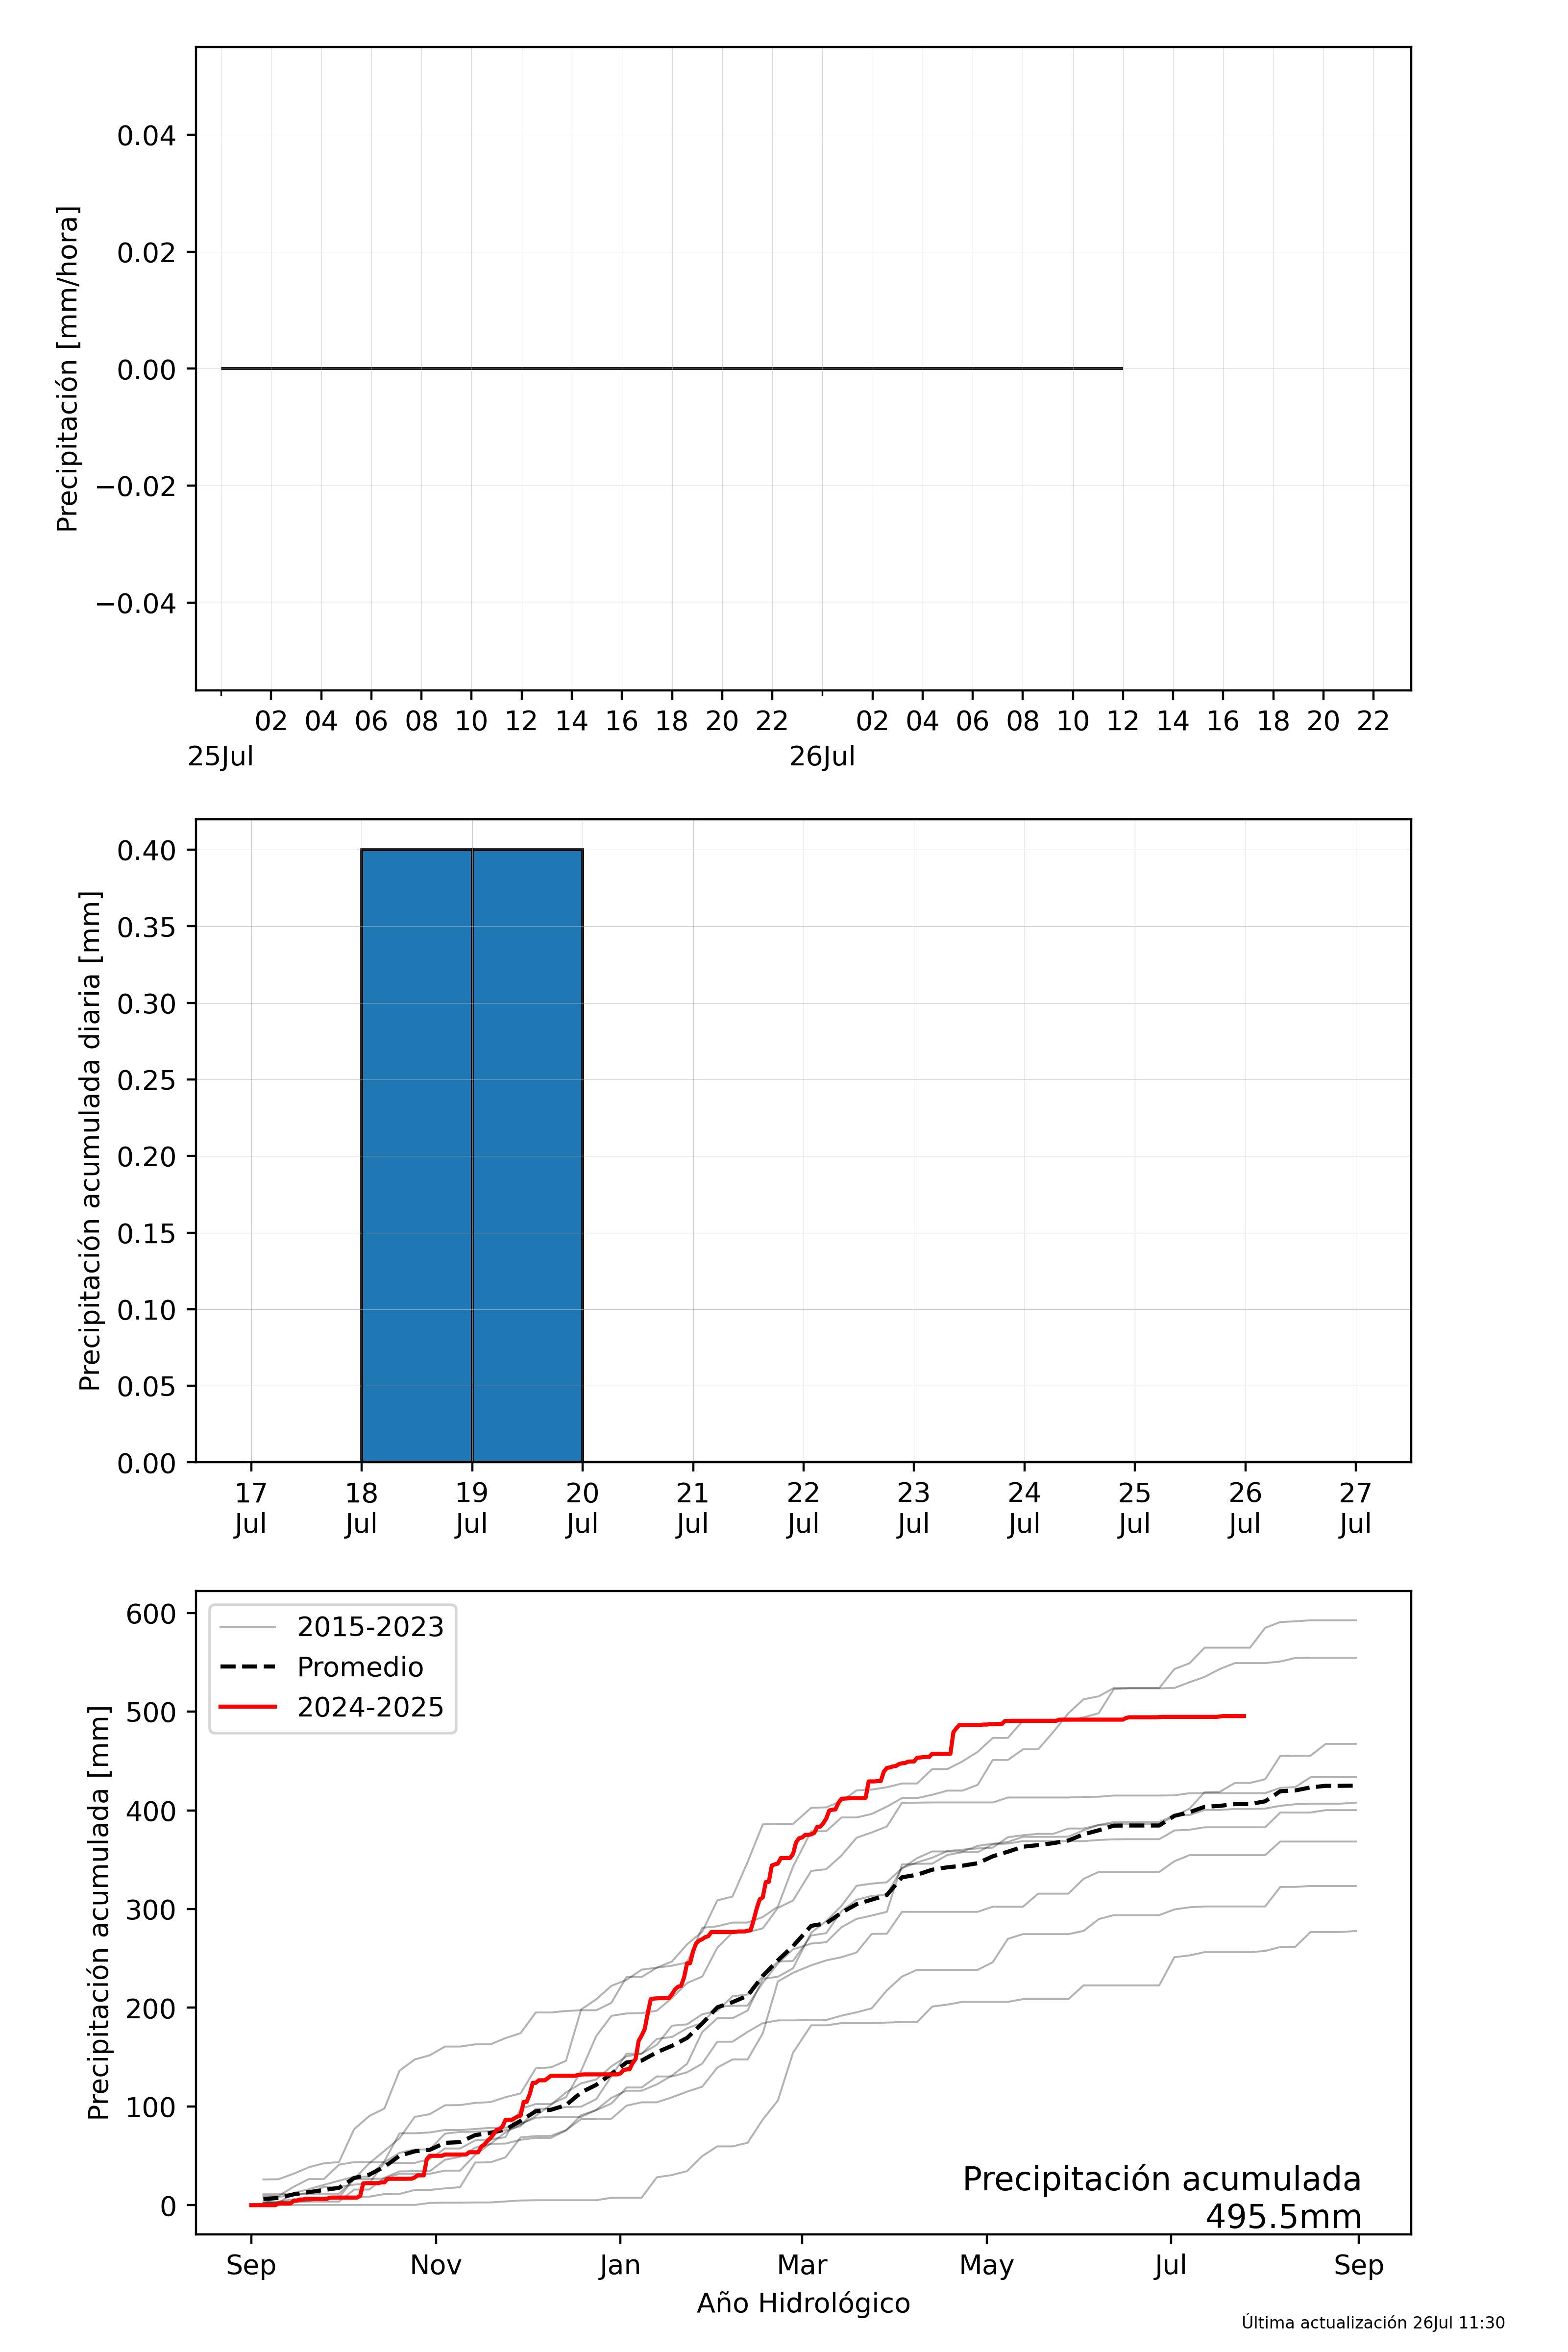 Precipitación [mm/hora]
0.04
0.02
0.00
−0.02
−0.04
02 04 06 08 10 12 14 16 18 20 22 02 04 06 08 10 12 14 16 18 20 22
25Jul 26Jul
Precipitación acumulada diaria [mm]
0.40
0.35
0.30
0.25
0.20
0.15
0.10
0.05
0.00
17 18 19 20 21 22 23 24 25 26 27
Jul Jul Jul Jul Jul Jul Jul Jul Jul Jul Jul
Precipitación acumulada [mm]
600
500
400
300
200
100
0
2015-2023
Promedio
2024-2025
Precipitación acumulada
495.5mm
Sep Nov Jan Mar May Jul Sep
Año Hidrológico
Última actualización 26Jul 11:30